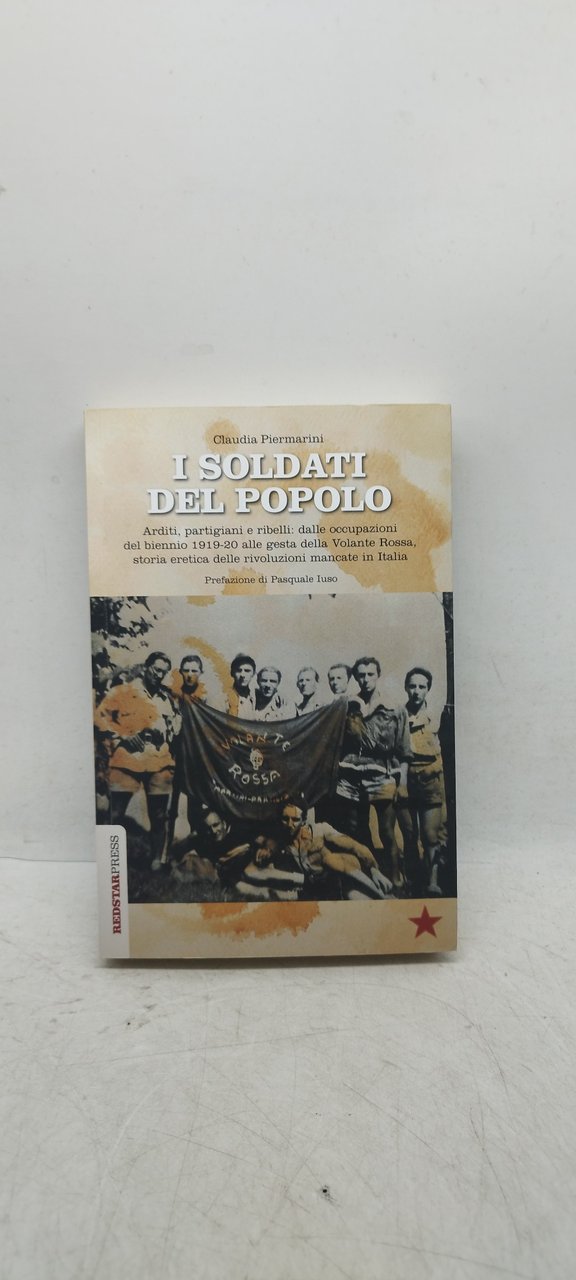 Claudia Piermarini
I SOLDATI
DEL POPOLO
Arditi, partigiani e ribelli: dalle occupazioni
del biennio 1919-20 alle gesta della Volante Rossa,
storia eretica delle rivoluzioni mancate in Italia
Prefazione di Pasquale Iuso
VOLANTE
ROSSA
REDSTARPRESS